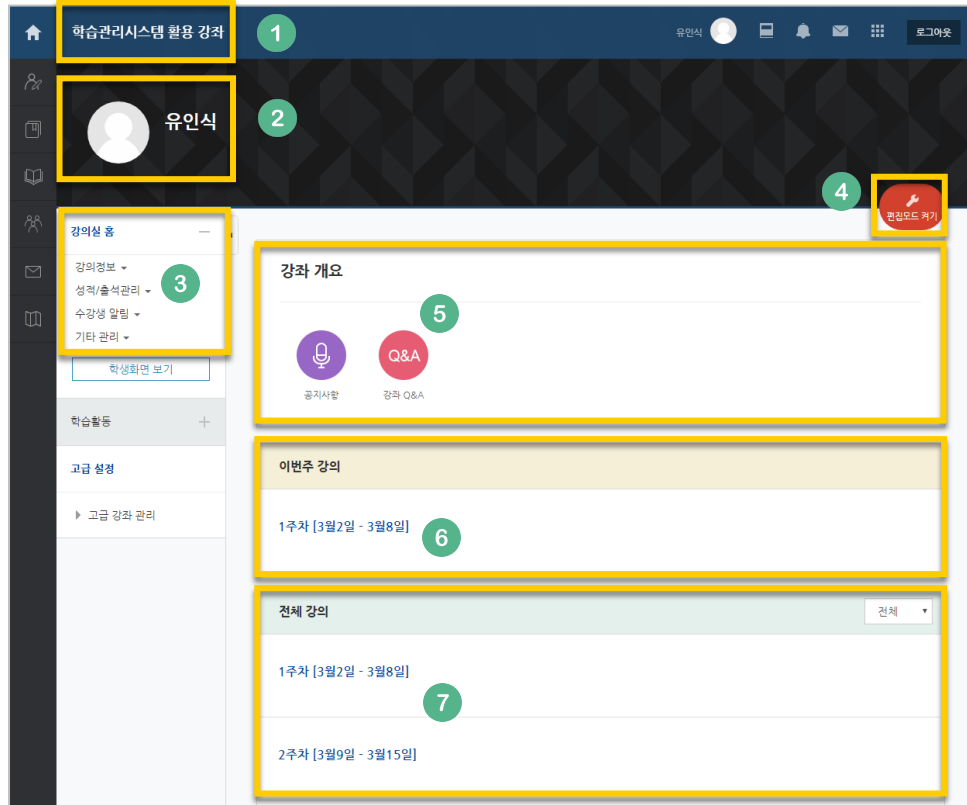 학습관리시스템 활용 강좌
1
유인식
로그아웃
유인식
2
4
편집모드 켜기
강의실 홈
강의정보
성적/출석관리
3
수강생 알림
기타 관리
학생화면 보기
학습활동
고급 설정
고급 강좌 관리
강좌 개요
5
Q&A
공지사항
강좌 Q&A
이번주 강의
1주차 [3월2일 - 3월8일]
6
전체 강의
전체
1주차 [3월2일 - 3월8일]
7
2주차 [3월9일 - 3월15일]